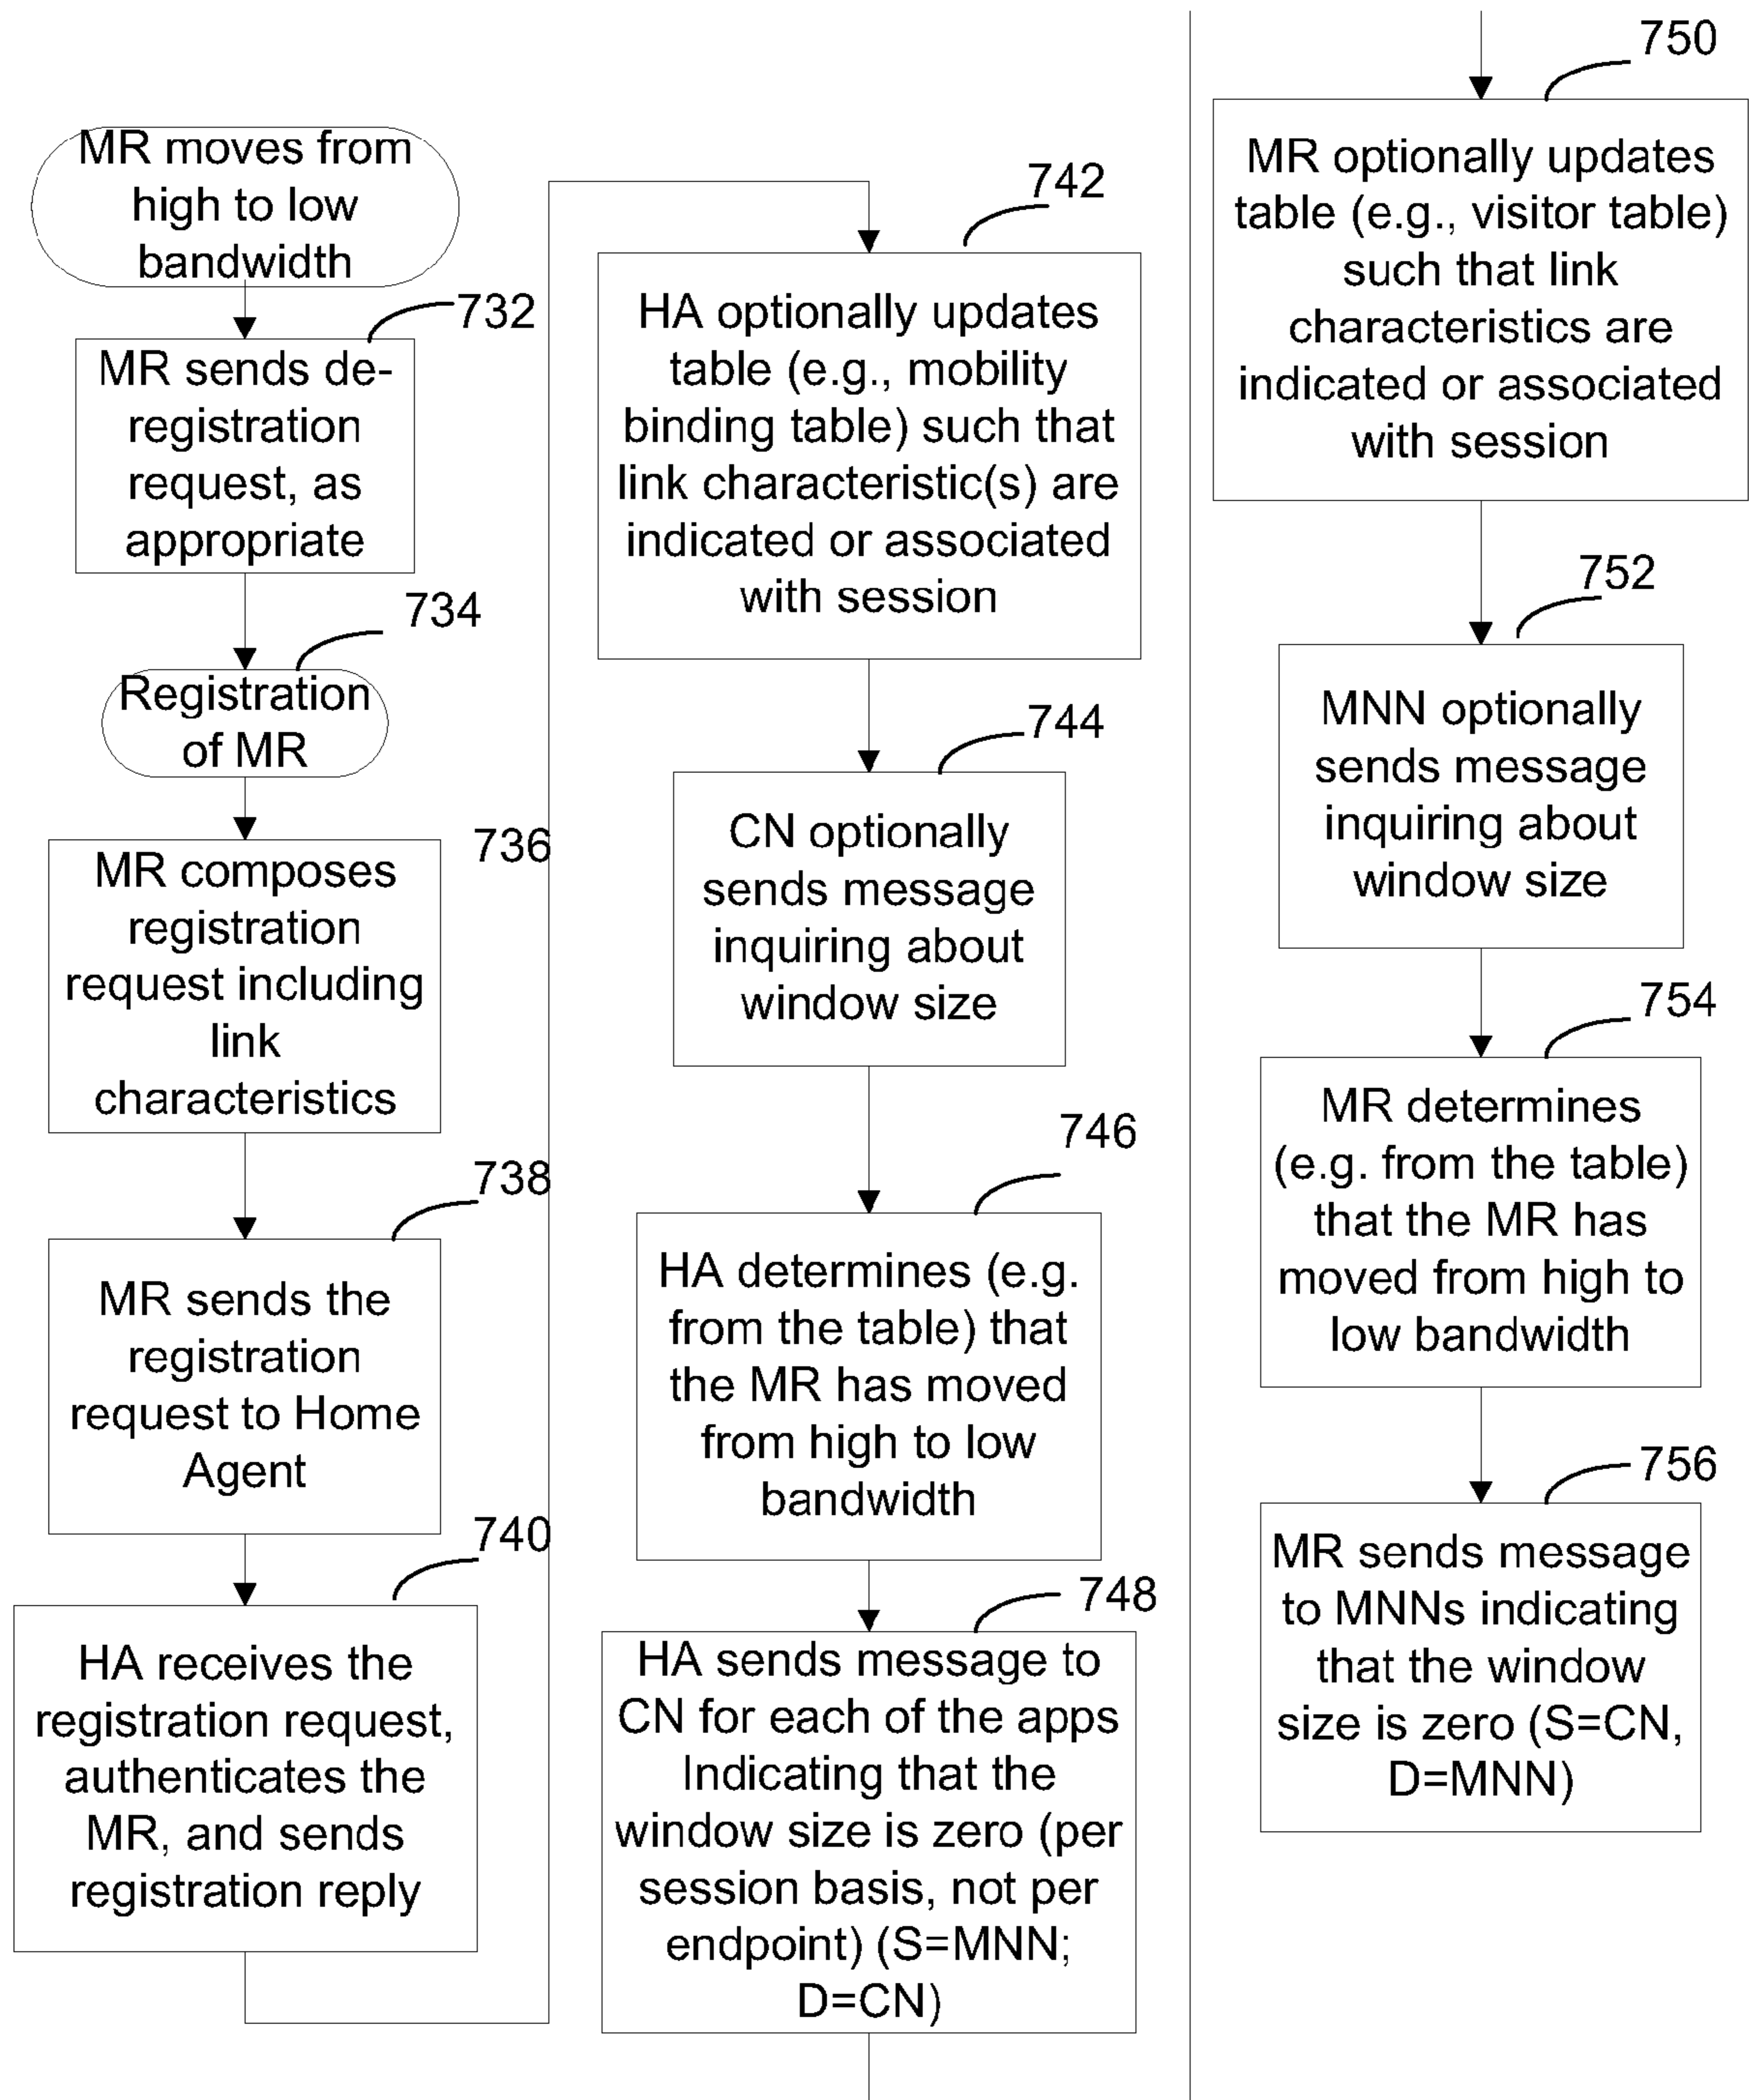 MR moves from
high to low
bandwidth
732
MR sends de-
registration
request, as
appropriate
734
Registration
of MR
736
MR composes
registration
request including
link
characteristics
738
MR sends the
registration
request to Home
Agent
740
HA receives the
registration request,
authenticates the
MR, and sends
registration reply
742
HA optionally updates
table (e.g., mobility
binding table) such that
link characteristic(s) are
indicated or associated
with session
744
CN optionally
sends message
inquiring about
window size
746
HA determines (e.g.
from the table) that
the MR has moved
from high to low
bandwidth
748
HA sends message to
CN for each of the apps
Indicating that the
window size is zero (per
session basis, not per
endpoint) (S=MNN;
D=CN)
750
MR optionally updates
table (e.g., visitor table)
such that link
characteristics are
indicated or associated
with session
752
MNN optionally
sends message
inquiring about
window size
754
MR determines
(e.g. from the table)
that the MR has
moved from high to
low bandwidth
756
MR sends message
to MNNs indicating
that the window
size is zero (S=CN,
D=MNN)